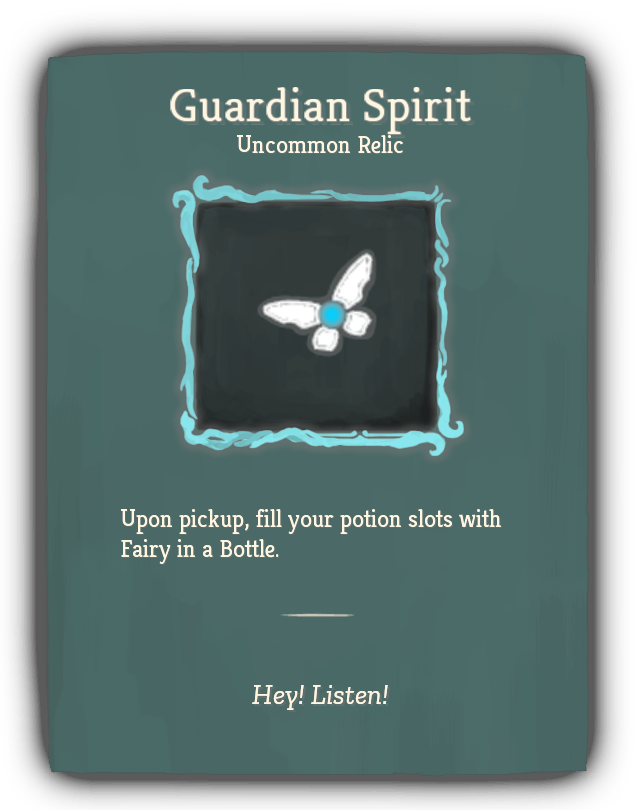 Guardian Spirit
Uncommon Relic
Upon pickup, fill your potion slots with
Fairy in a Bottle.
Hey! Listen!